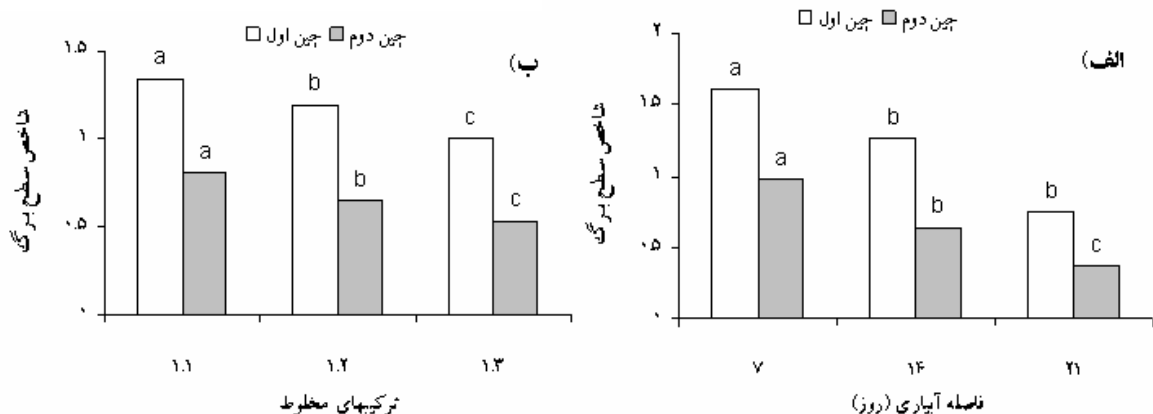 الف)
چین اول چین دوم
شاخص سطح برگ
۲
۱.۵
۱
۰.۵
۰
a
a
b
b
b
c
۷ ۱۴ ۲۱
فاصله آبیاری (روز)
ب)
چین اول چین دوم
شاخص سطح برگ
۱.۵
۱
۰.۵
۰
a
a
b
b
c
c
۱.۱ ۱.۲ ۱.۳
ترکیبهای مخلوط